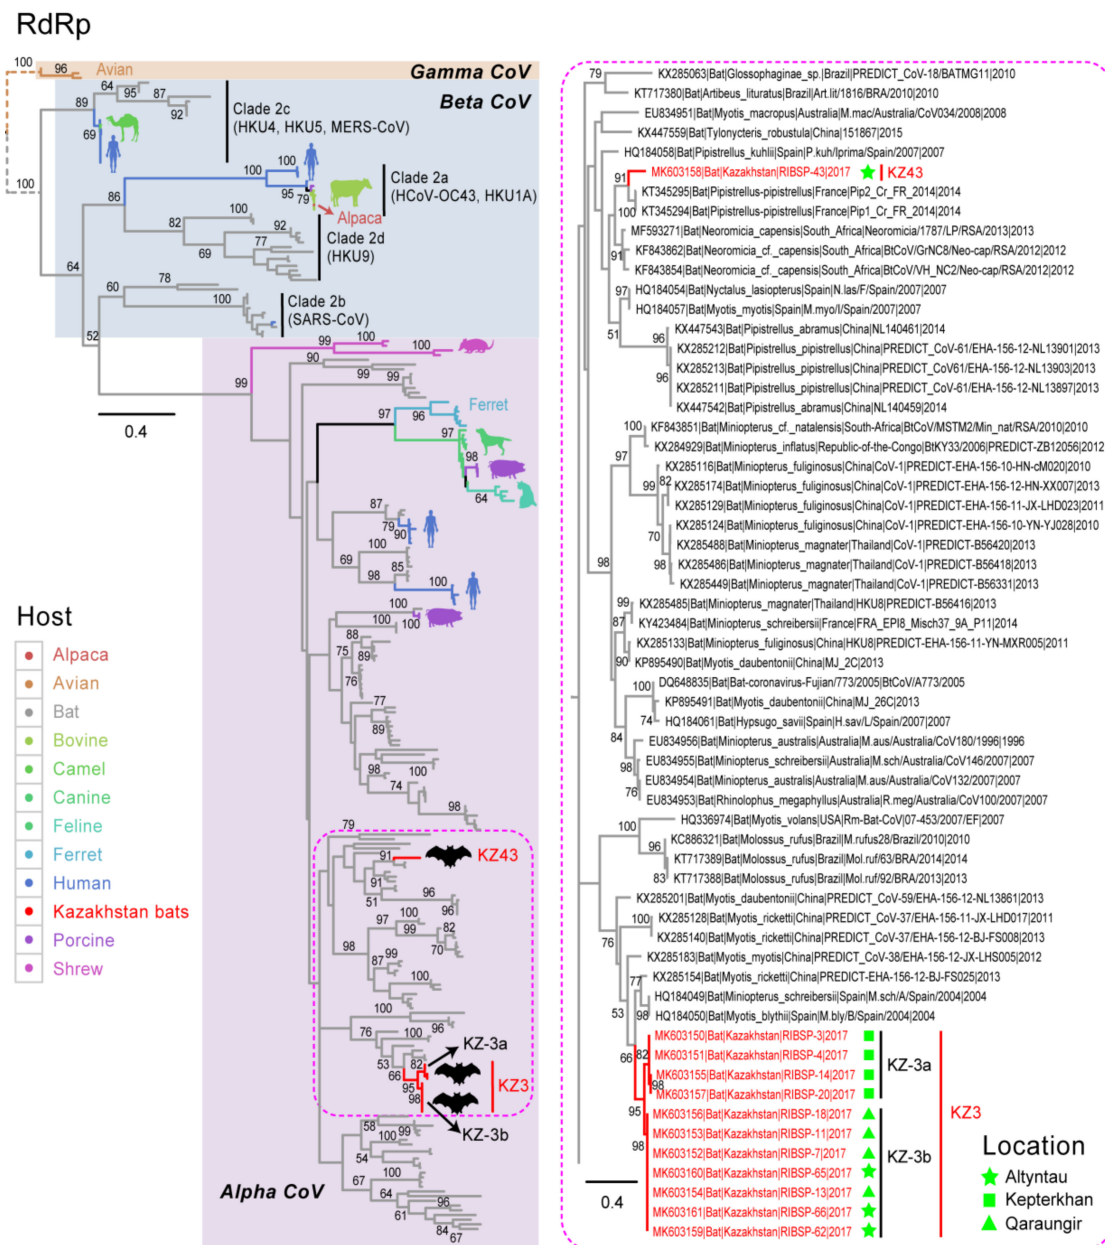 RdRp
100
96
Avian
Gamma CoV
Beta CoV
64
95
87
92
89
69
Clade 2c
(HKU4, HKU5, MERS-CoV)
100
100
100
95
79
Clade 2a
(HCoV-OC43, HKU1A)
Alpaca
86
82
100
92
77
69
Clade 2d
(HKU9)
64
78
60
100
Clade 2b
(SARS-CoV)
52
0.4
99
99
100
100
90
99
99
97
96
Ferret
97
98
64
87
79
90
100
69
85
98
100
100
100
88
75
89
76
77
89
98
100
74
98
79
91
KZ43
91
51
96
96
97
100
99
82
70
98
99
87
100
100
96
76
100
53
82
66
95
98
KZ-3a
KZ3
KZ-3b
58
99
100
54
67
100
64
96
61
100
84
67
Alpha CoV
Host
Alpaca
Avian
Bat
Bovine
Camel
Canine
Feline
Ferret
Human
Kazakhstan bats
Porcine
Shrew
79
KX285063|Bat|Glossophaginae_sp.|Brazil|PREDICT_CoV-18/BATMG11|2010
KT717380|Bat|Artibeus_lituratus|Brazil|Art.lit/1816/BRA/2010|2010
EU834951|Bat|Myotis_macropus|Australia|M.mac/Australia/CoV034/2008|2008
KX447559|Bat|Tylonycteris_robustula|China|151867|2015
HQ184058|Bat|Pipistrellus_kuhlii|Spain|P.kuh/Iprima/Spain/2007|2007
91
MK603158|Bat|Kazakhstan|RIBSP-43|2017
KZ43
KT345295|Bat|Pipistrellus-pipistrellus|France|Pip2_Cr_FR_2014|2014
100
KT345294|Bat|Pipistrellus-pipistrellus|France|Pip1_Cr_FR_2014|2014
MF593271|Bat|Neoromicia_capensis|South_Africa|Neoromicia/1787/LP/RSA/2013|2013
91
KF843862|Bat|Neoromicia_cf._capensis|South_Africa|BtCoV/GrNC8/Neo-cap/RSA/2012|2012
KF843854|Bat|Neoromicia_cf._capensis|South_Africa|BtCoV/VH_NC2/Neo-cap/RSA/2012|2012
97
HQ184054|Bat|Nyctalus_lasiopterus|Spain|N.las/F/Spain/2007|2007
HQ184057|Bat|Myotis_myotis|Spain|M.myo/I/Spain/2007|2007
51
96
KX447543|Bat|Pipistrellus_abramus|China|NL140461|2014
KX285212|Bat|Pipistrellus_pipistrellus|China|PREDICT_CoV-61/EHA-156-12-NL13901|2013
KX285213|Bat|Pipistrellus_pipistrellus|China|PREDICT_CoV61/EHA-156-12-NL13903|2013
96
KX285211|Bat|Pipistrellus_pipistrellus|China|PREDICT_CoV-61/EHA-156-12-NL13897|2013
KX447542|Bat|Pipistrellus_abramus|China|NL140459|2014
100
KF843851|Bat|Miniopterus_cf._natalensis|South-Africa|BtCoV/MSTM2/Min_nat/RSA/2010|2010
KX284929|Bat|Miniopterus_inflatus|Republic-of-the-Congo|BtKY33/2006|PREDICT-ZB12056|2012
97
KX285116|Bat|Miniopterus_fuliginosus|China|CoV-1|PREDICT-EHA-156-10-HN-cM020|2010
99
82
KX285174|Bat|Miniopterus_fuliginosus|China|CoV-1|PREDICT-EHA-156-12-HN-XX007|2013
KX285129|Bat|Miniopterus_fuliginosus|China|CoV-1|PREDICT-EHA-156-11-JX-LHD023|2011
KX285124|Bat|Miniopterus_fuliginosus|China|CoV-1|PREDICT-EHA-156-10-YN-YJ028|2010
70
KX285488|Bat|Miniopterus_magnater|Thailand|CoV-1|PREDICT-B56420|2013
98
98
KX285486|Bat|Miniopterus_magnater|Thailand|CoV-1|PREDICT-B56418|2013
KX285449|Bat|Miniopterus_magnater|Thailand|CoV-1|PREDICT-B56331|2013
99
KX285485|Bat|Miniopterus_magnater|Thailand|HKU8|PREDICT-B56416|2013
87
KY423484|Bat|Miniopterus_schreibersii|France|FRA_EPI8_Misch37_9A_P11|2014
KX285133|Bat|Miniopterus_fuliginosus|China|HKU8|PREDICT-EHA-156-11-YN-MXR005|2011
90
KP895490|Bat|Myotis_daubentonii|China|MJ_2C|2013
100
DQ648835|Bat|Bat-coronavirus-Fujian/773/2005|BtCoV/A773/2005
KP895491|Bat|Myotis_daubentonii|China|MJ_26C|2013
74
HQ184061|Bat|Hypsugo_savii|Spain|H.sav/L/Spain/2007|2007
84
EU834956|Bat|Miniopterus_australis|Australia|M.aus/Australia/CoV180/1996|1996
98
EU834955|Bat|Miniopterus_schreibersii|Australia|M.sch/Australia/CoV146/2007|2007
76
EU834954|Bat|Miniopterus_australis|Australia|M.aus/Australia/CoV132/2007|2007
EU834953|Bat|Rhinolophus_megaphyllus|Australia|R.meg/Australia/CoV100/2007|2007
100
HQ336974|Bat|Myotis_volans|USA|Rm-Bat-CoV|07-453/2007/EF|2007
96
KC886321|Bat|Molossus_rufus|Brazil|M.rufus28/Brazil/2010|2010
KT717389|Bat|Molossus_rufus|Brazil|Mol.ruf/63/BRA/2014|2014
83
KT717388|Bat|Molossus_rufus|Brazil|Mol.ruf/92/BRA/2013|2013
KX285201|Bat|Myotis_daubentonii|China|PREDICT_CoV-59/EHA-156-12-NL13861|2013
100
KX285128|Bat|Myotis_ricketti|China|PREDICT_CoV-37/EHA-156-11-JX-LHD017|2011
76
KX285140|Bat|Myotis_ricketti|China|PREDICT_CoV-37/EHA-156-12-BJ-FS008|2013
KX285183|Bat|Myotis_myotis|China|PREDICT_CoV-38/EHA-156-12-JX-LHS005|2012
77
KX285154|Bat|Myotis_ricketti|China|PREDICT-EHA-156-12-BJ-FS025|2013
HQ184049|Bat|Miniopterus_schreibersii|Spain|M.sch/A/Spain/2004|2004
53
98
HQ184050|Bat|Myotis_blythii|Spain|M.bly/B/Spain/2004|2004
MK603150|Bat|Kazakhstan|RIBSP-3|2017
66
82
MK603151|Bat|Kazakhstan|RIBSP-4|2017
KZ-3a
MK603155|Bat|Kazakhstan|RIBSP-14|2017
98
MK603157|Bat|Kazakhstan|RIBSP-20|2017
95
MK603156|Bat|Kazakhstan|RIBSP-18|2017
KZ3
MK603153|Bat|Kazakhstan|RIBSP-11|2017
98
MK603152|Bat|Kazakhstan|RIBSP-7|2017
KZ-3b
MK603160|Bat|Kazakhstan|RIBSP-65|2017
MK603154|Bat|Kazakhstan|RIBSP-13|2017
MK603161|Bat|Kazakhstan|RIBSP-66|2017
MK603159|Bat|Kazakhstan|RIBSP-62|2017
0.4
Location
Altyntau
Kepterkhan
Qaraungir